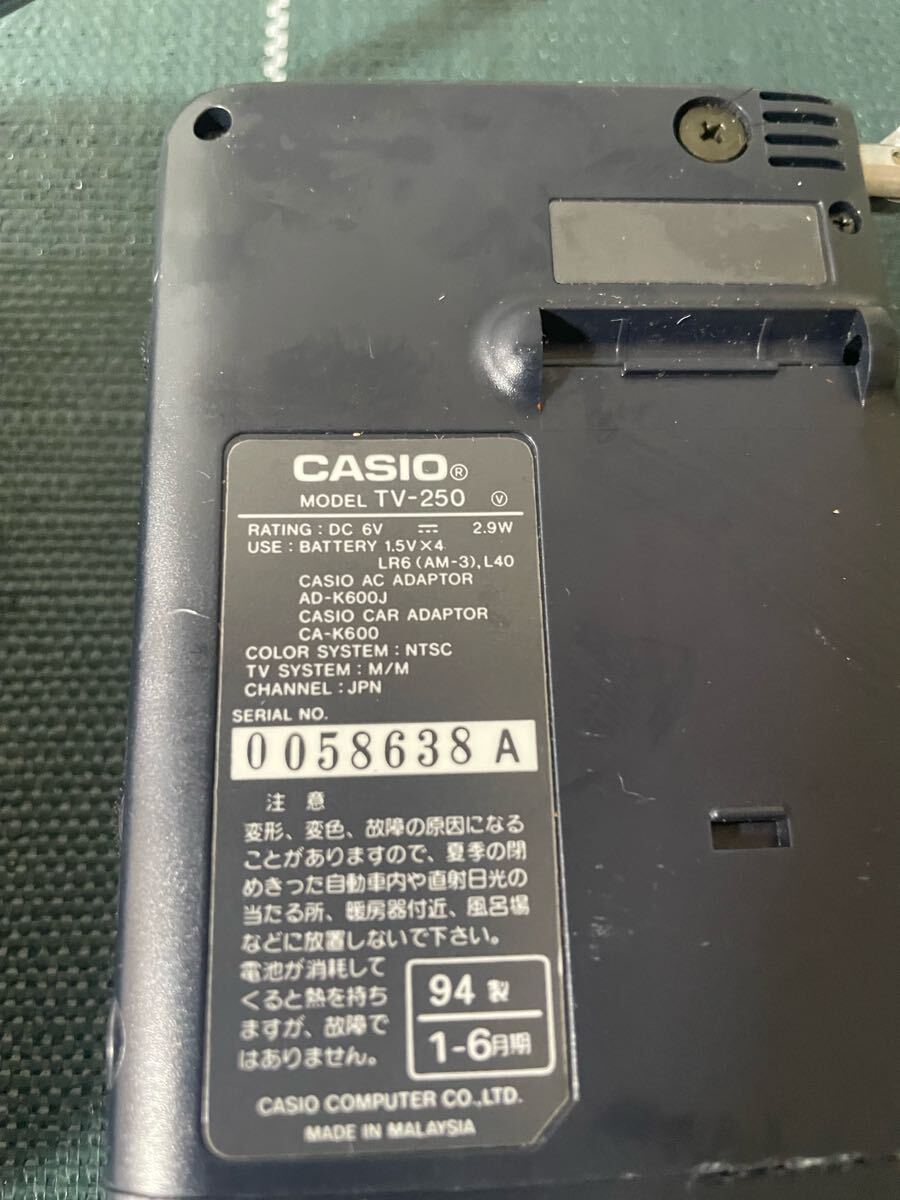 CASIO®
MODEL TV-250 Ⓥ
RATING : DC 6V ⎓ 2.9W
USE : BATTERY 1.5V×4
LR6 (AM-3), L40
CASIO AC ADAPTOR
AD-K600J
CASIO CAR ADAPTOR
CA-K600
COLOR SYSTEM : NTSC
TV SYSTEM : M/M
CHANNEL : JPN
SERIAL NO.
0058638 A
注 意
変形、変色、故障の原因になる
ことがありますので、夏季の閉
めきった自動車内や直射日光の
当たる所、暖房器付近、風呂場
などに放置しないで下さい。
電池が消耗して
くると熱を持ち
ますが、故障で
はありません。
94 製
1-6月期
CASIO COMPUTER CO.,LTD.
MADE IN MALAYSIA